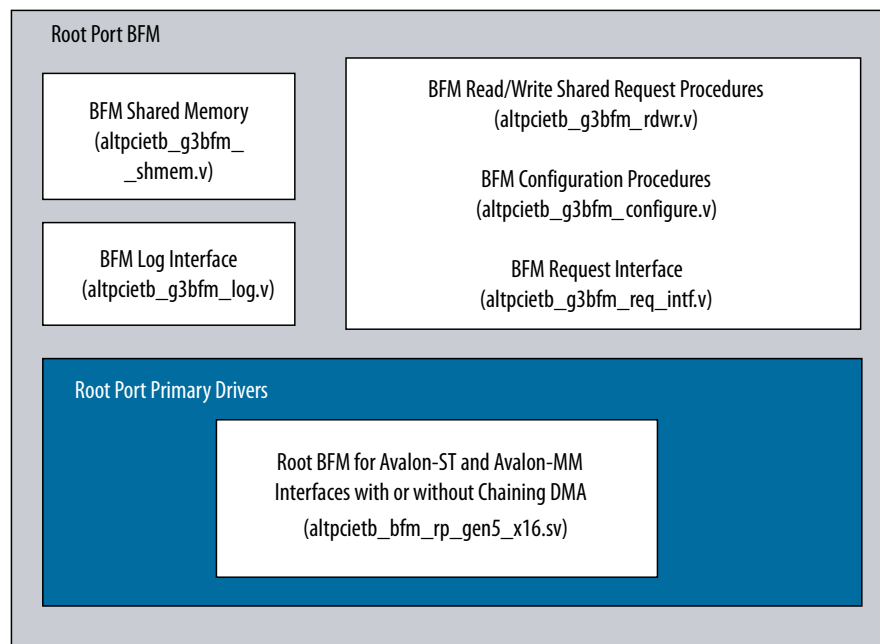 Root Port BFM
BFM Shared Memory
(altpcietb_g3bfm_
_shmem.v)
BFM Log Interface
(altpcietb_g3bfm_log.v)
BFM Read/Write Shared Request Procedures
(altpcietb_g3bfm_rdwr.v)
BFM Configuration Procedures
(altpcietb_g3bfm_configure.v)
BFM Request Interface
(altpcietb_g3bfm_req_intf.v)
Root Port Primary Drivers
Root BFM for Avalon-ST and Avalon-MM
Interfaces with or without Chaining DMA
(altpcietb_bfm_rp_gen5_x16.sv)